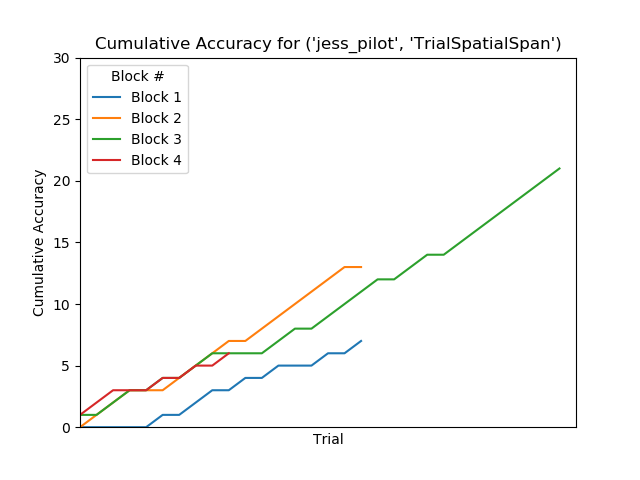 Cumulative Accuracy for ('jess_pilot', 'TrialSpatialSpan')
Block #
Block 1
Block 2
Block 3
Block 4
30
25
20
15
10
5
0
Cumulative Accuracy
Trial